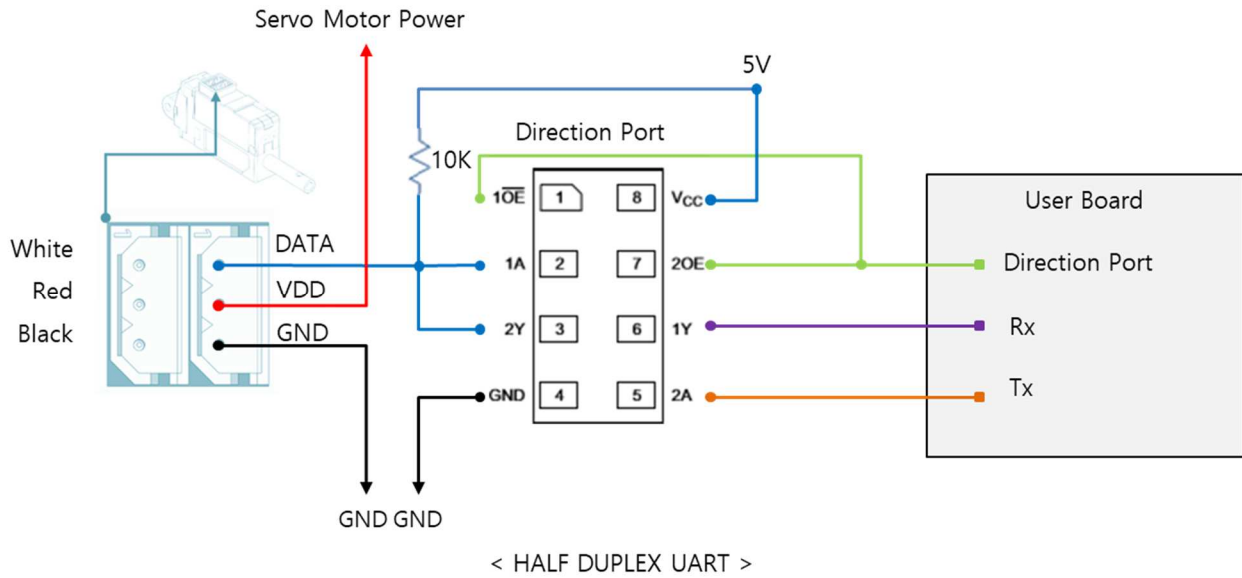 Servo Motor Power
5V
Direction Port
10K
1OE
1
8
VCC
User Board
White
DATA
1A
2
7
2OE
Direction Port
Red
VDD
Black
GND
2Y
3
6
1Y
Rx
GND
4
5
2A
Tx
GND GND
< HALF DUPLEX UART >